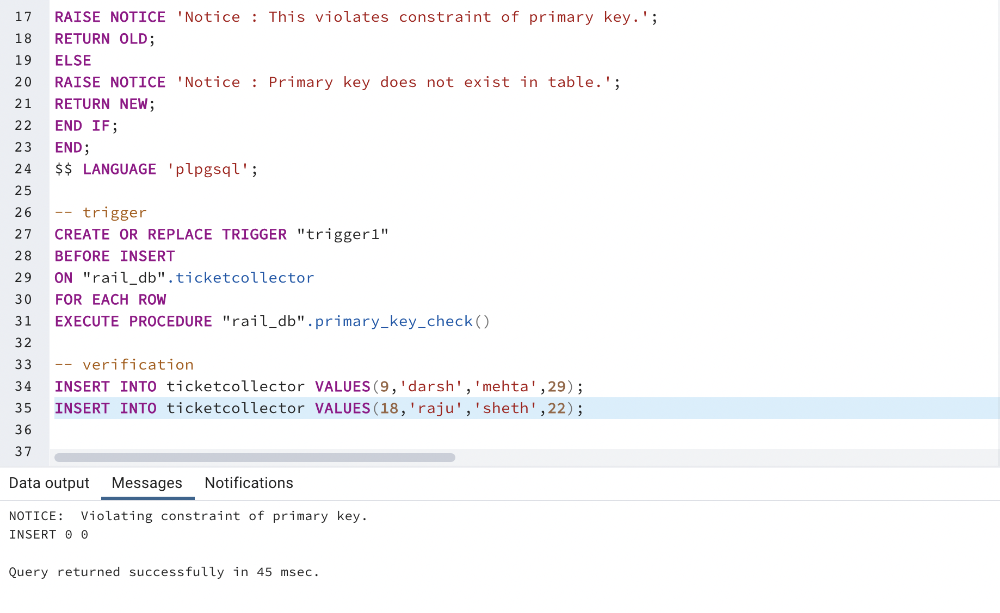 17 RAISE NOTICE 'Notice : This violates constraint of primary key.';
18 RETURN OLD;
19 ELSE
20 RAISE NOTICE 'Notice : Primary key does not exist in table.';
21 RETURN NEW;
22 END IF;
23 END;
24 $$ LANGUAGE 'plpgsql';
25
26 -- trigger
27 CREATE OR REPLACE TRIGGER "trigger1"
28 BEFORE INSERT
29 ON "rail_db".ticketcollector
30 FOR EACH ROW
31 EXECUTE PROCEDURE "rail_db".primary_key_check()
32
33 -- verification
34 INSERT INTO ticketcollector VALUES(9,'darsh','mehta',29);
35 INSERT INTO ticketcollector VALUES(18,'raju','sheth',22);
36
37
Data output Messages Notifications
NOTICE:  Violating constraint of primary key.
INSERT 0 0
Query returned successfully in 45 msec.